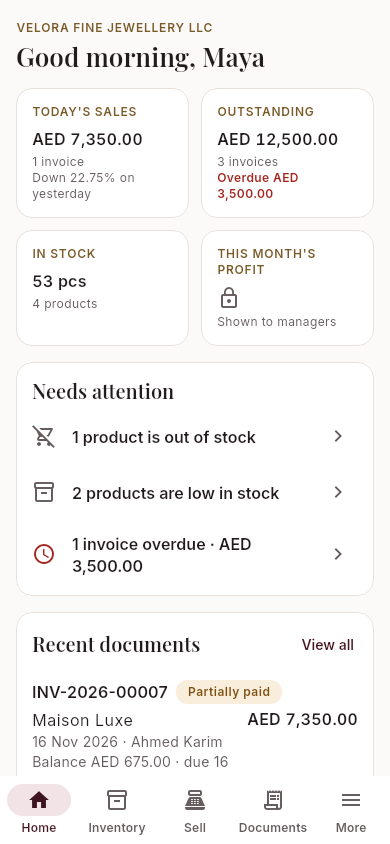 VELORA FINE JEWELLERY LLC
Good morning, Maya
TODAY'S SALES
AED 7,350.00
1 invoice
Down 22.75% on
yesterday
OUTSTANDING
AED 12,500.00
3 invoices
Overdue AED
3,500.00
IN STOCK
53 pcs
4 products
THIS MONTH'S
PROFIT
Shown to managers
Needs attention
1 product is out of stock
2 products are low in stock
1 invoice overdue · AED
3,500.00
Recent documents
View all
INV-2026-00007
Partially paid
Maison Luxe
AED 7,350.00
16 Nov 2026 · Ahmed Karim
Balance AED 675.00 · due 16
Home
Inventory
Sell
Documents
More